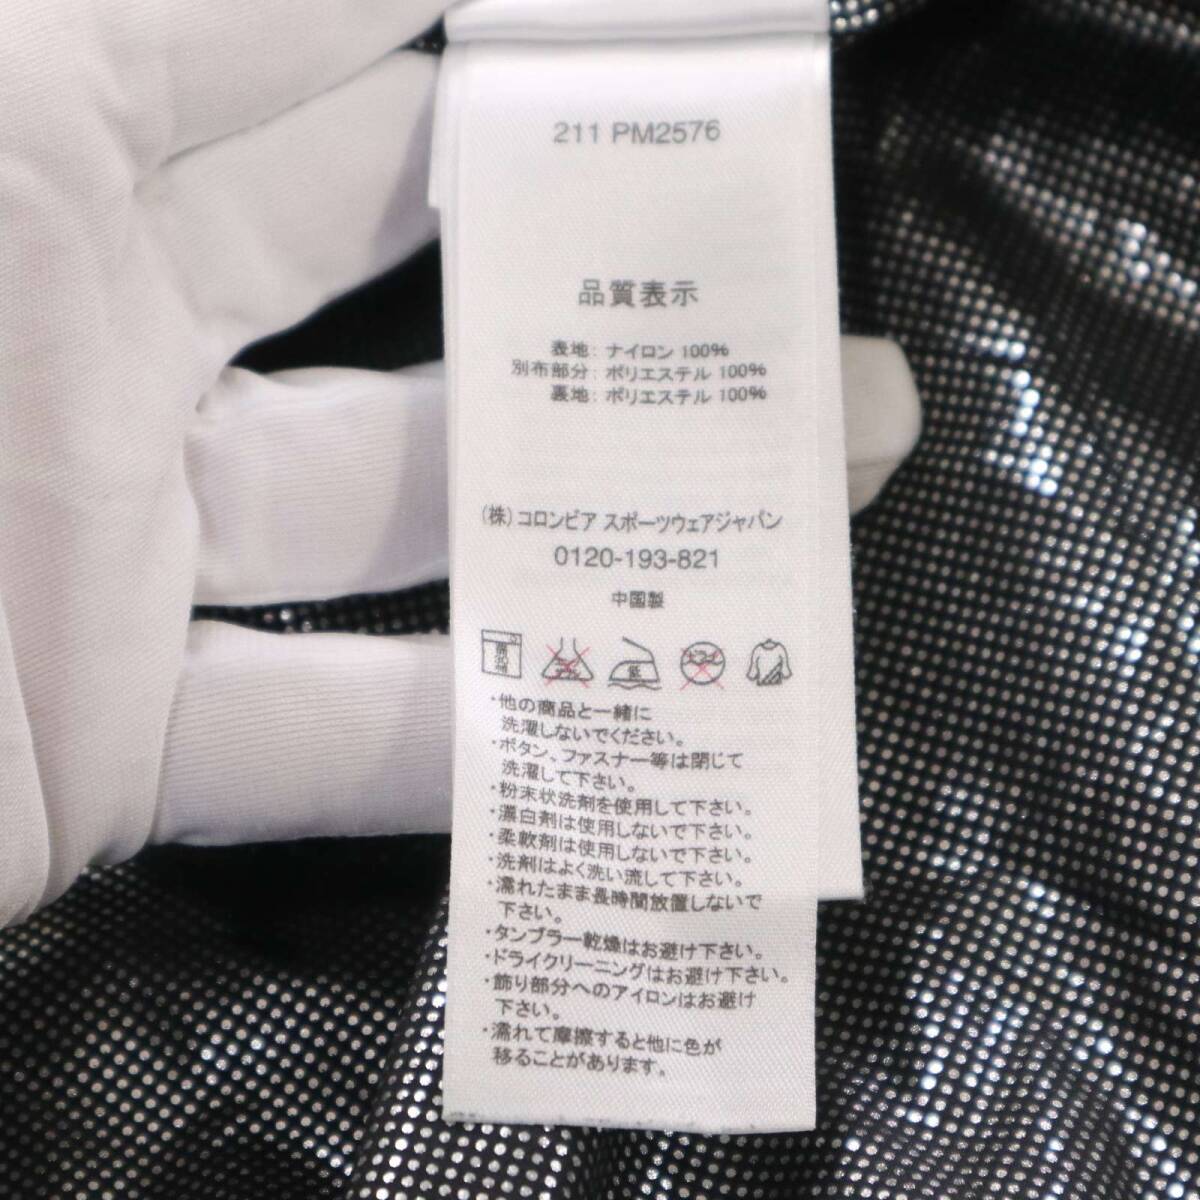 211 PM2576
品質表示
表地: ナイロン 100%
別布部分: ポリエステル 100%
裏地: ポリエステル 100%
(株)コロンビア スポーツウェアジャパン
0120-193-821
中国製
低
・他の商品と一緒に
洗濯しないでください。
・ボタン、ファスナー等は閉じて
洗濯して下さい。
・粉末状洗剤を使用して下さい。
・漂白剤は使用しないで下さい。
・柔軟剤は使用しないで下さい。
・洗剤はよく洗い流して下さい。
・濡れたまま長時間放置しないで
下さい。
・タンブラー乾燥はお避け下さい。
・ドライクリーニングはお避け下さい。
・飾り部分へのアイロンはお避け
下さい。
・濡れて摩擦すると他に色が
移ることがあります。